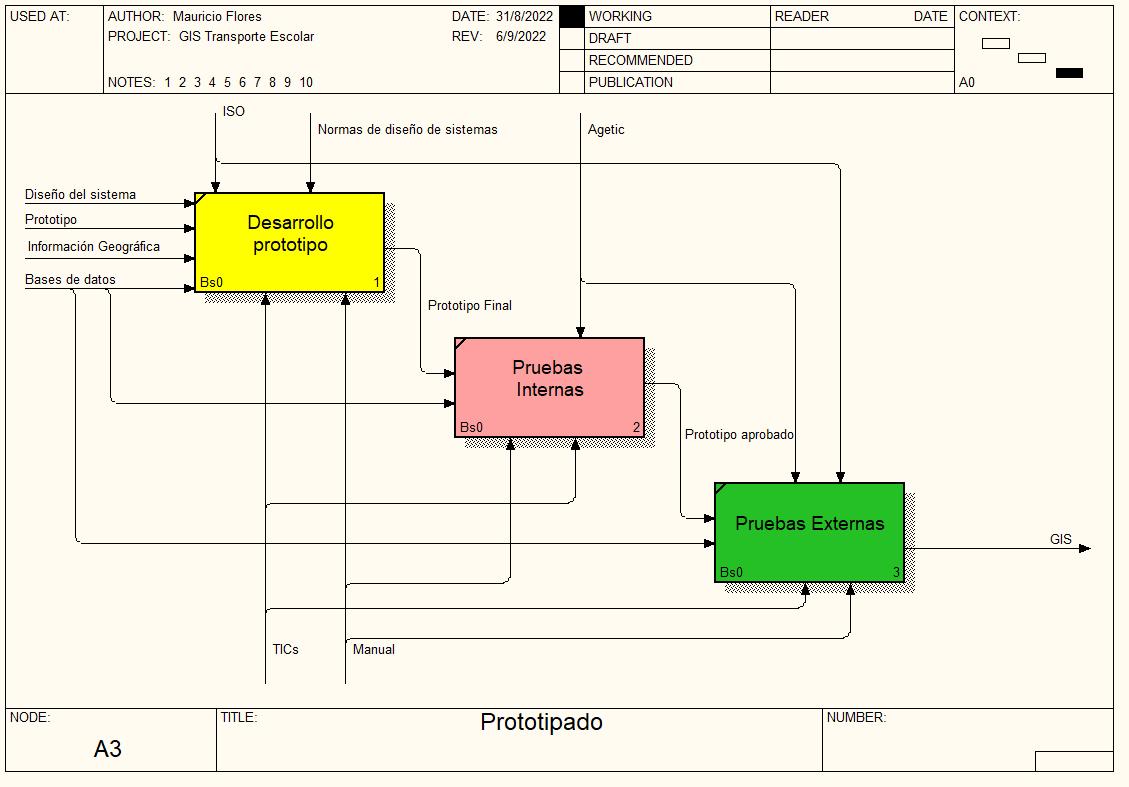 USED AT:
AUTHOR: Mauricio Flores
DATE: 31/8/2022
PROJECT: GIS Transporte Escolar
REV: 6/9/2022
NOTES: 1 2 3 4 5 6 7 8 9 10
WORKING
DRAFT
RECOMMENDED
PUBLICATION
READER DATE
CONTEXT:
A0
ISO
Normas de diseño de sistemas
Agetic
Diseño del sistema
Prototipo
Información Geográfica
Bases de datos
Desarrollo
prototipo
Bs0 1
Prototipo Final
Pruebas
Internas
Bs0 2
Prototipo aprobado
Pruebas Externas
Bs0 3
GIS
TICs
Manual
NODE:
A3
TITLE:
Prototipado
NUMBER: